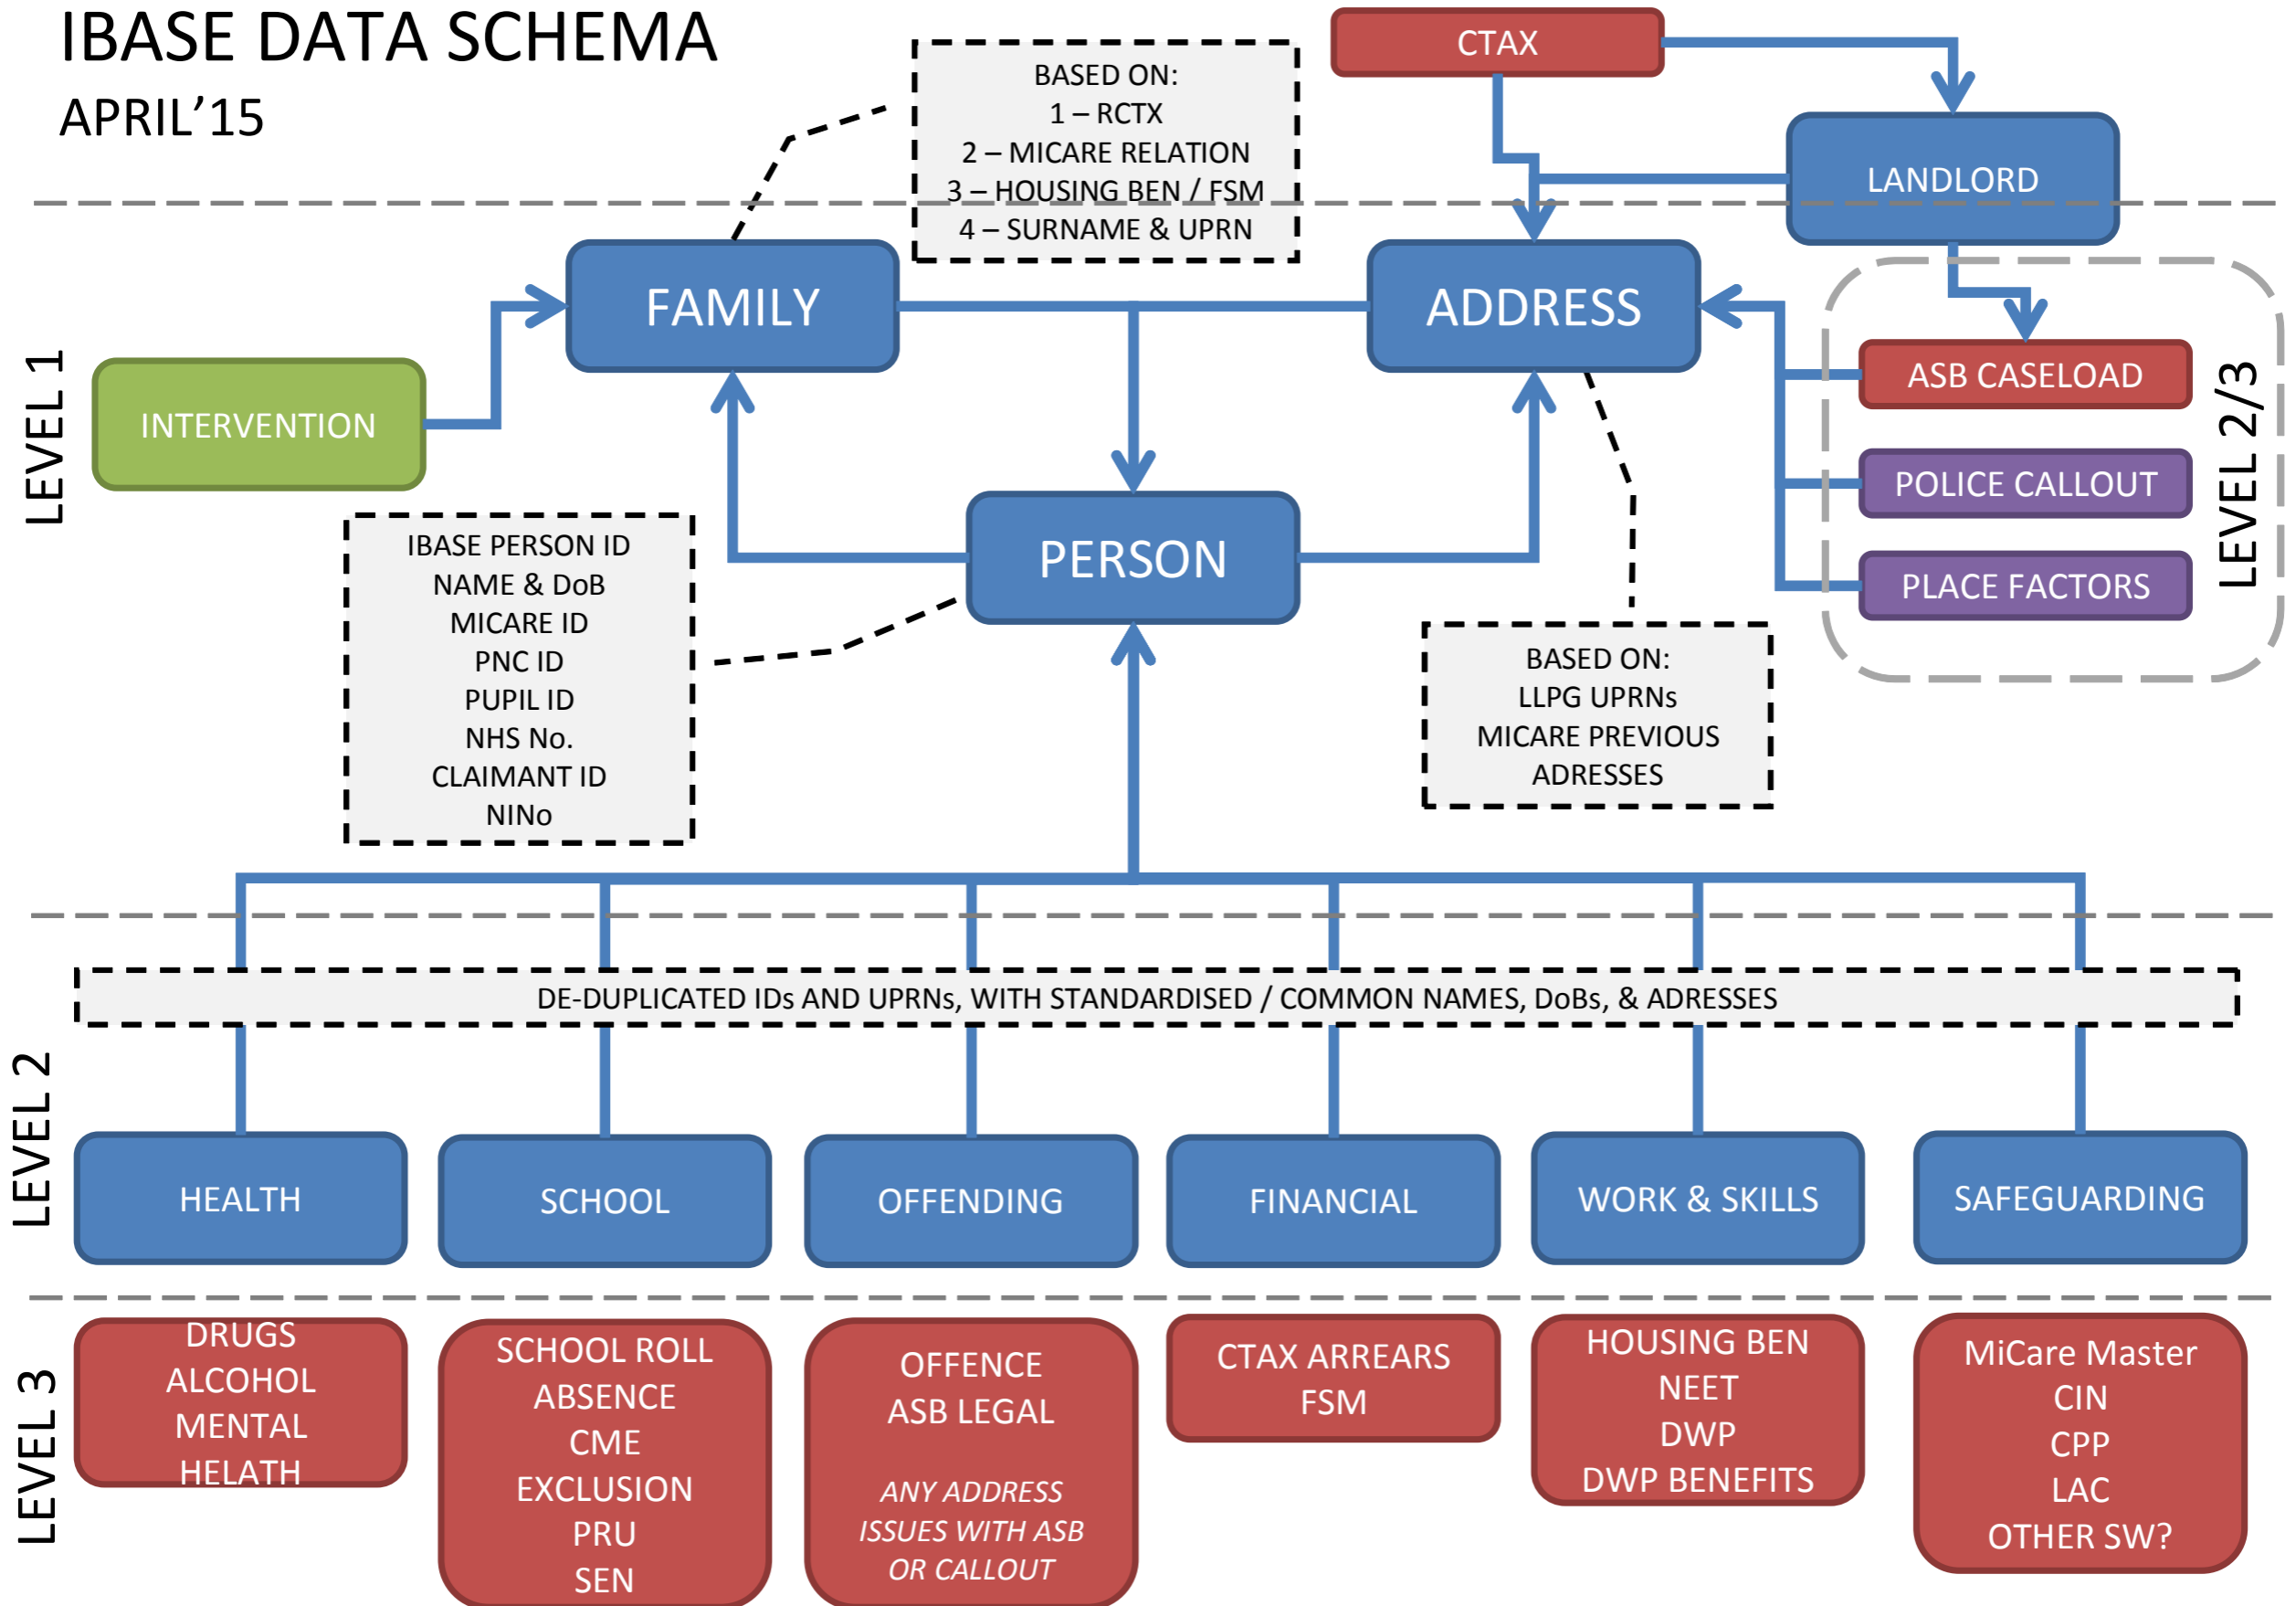 IBASE DATA SCHEMA
APRIL’15
BASED ON:
1 – RCTX
2 – MICARE RELATION
3 – HOUSING BEN / FSM
4 – SURNAME & UPRN
CTAX
LANDLORD
LEVEL 1
INTERVENTION
FAMILY
ADDRESS
PERSON
ASB CASELOAD
POLICE CALLOUT
PLACE FACTORS
LEVEL 2/3
IBASE PERSON ID
NAME & DoB
MICARE ID
PNC ID
PUPIL ID
NHS No.
CLAIMANT ID
NINo
BASED ON:
LLPG UPRNs
MICARE PREVIOUS
ADRESSES
DE-DUPLICATED IDs AND UPRNs, WITH STANDARDISED / COMMON NAMES, DoBs, & ADRESSES
LEVEL 2
HEALTH
SCHOOL
OFFENDING
FINANCIAL
WORK & SKILLS
SAFEGUARDING
LEVEL 3
DRUGS
ALCOHOL
MENTAL
HELATH
SCHOOL ROLL
ABSENCE
CME
EXCLUSION
PRU
SEN
OFFENCE
ASB LEGAL
ANY ADDRESS
ISSUES WITH ASB
OR CALLOUT
CTAX ARREARS
FSM
HOUSING BEN
NEET
DWP
DWP BENEFITS
MiCare Master
CIN
CPP
LAC
OTHER SW?